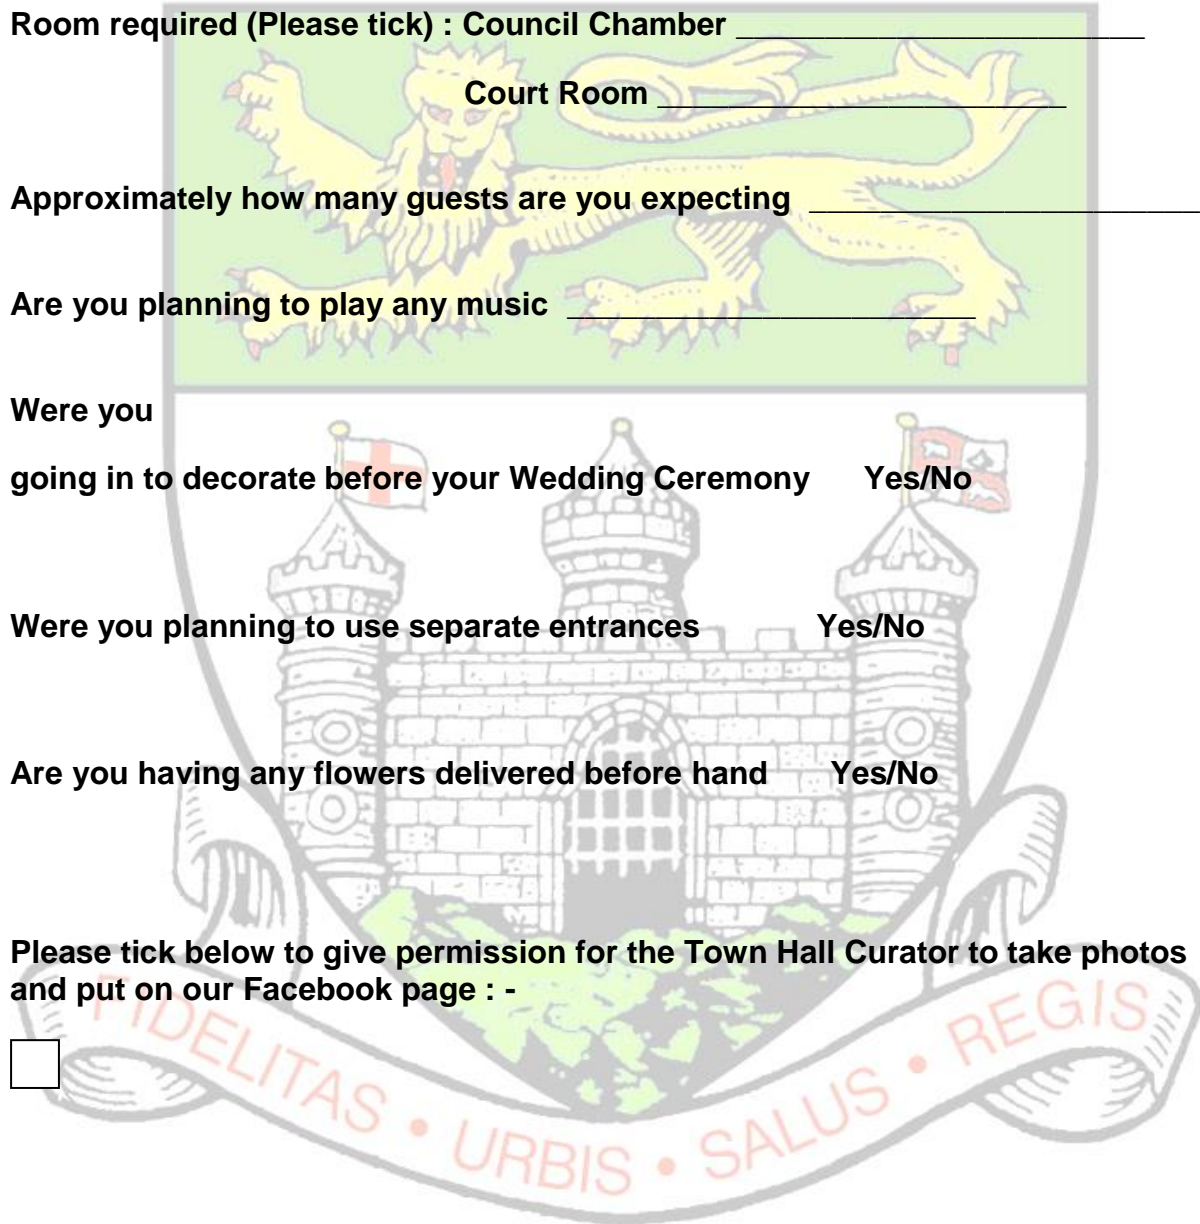 Room required (Please tick) : Council Chamber _______________________
Court Room _______________________
Approximately how many guests are you expecting _______________________
Are you planning to play any music _______________________
Were you
going in to decorate before your Wedding Ceremony Yes/No
Were you planning to use separate entrances Yes/No
Are you having any flowers delivered before hand Yes/No
Please tick below to give permission for the Town Hall Curator to take photos
and put on our Facebook page : -
FIDELITAS • URBIS • SALUS • REGIS